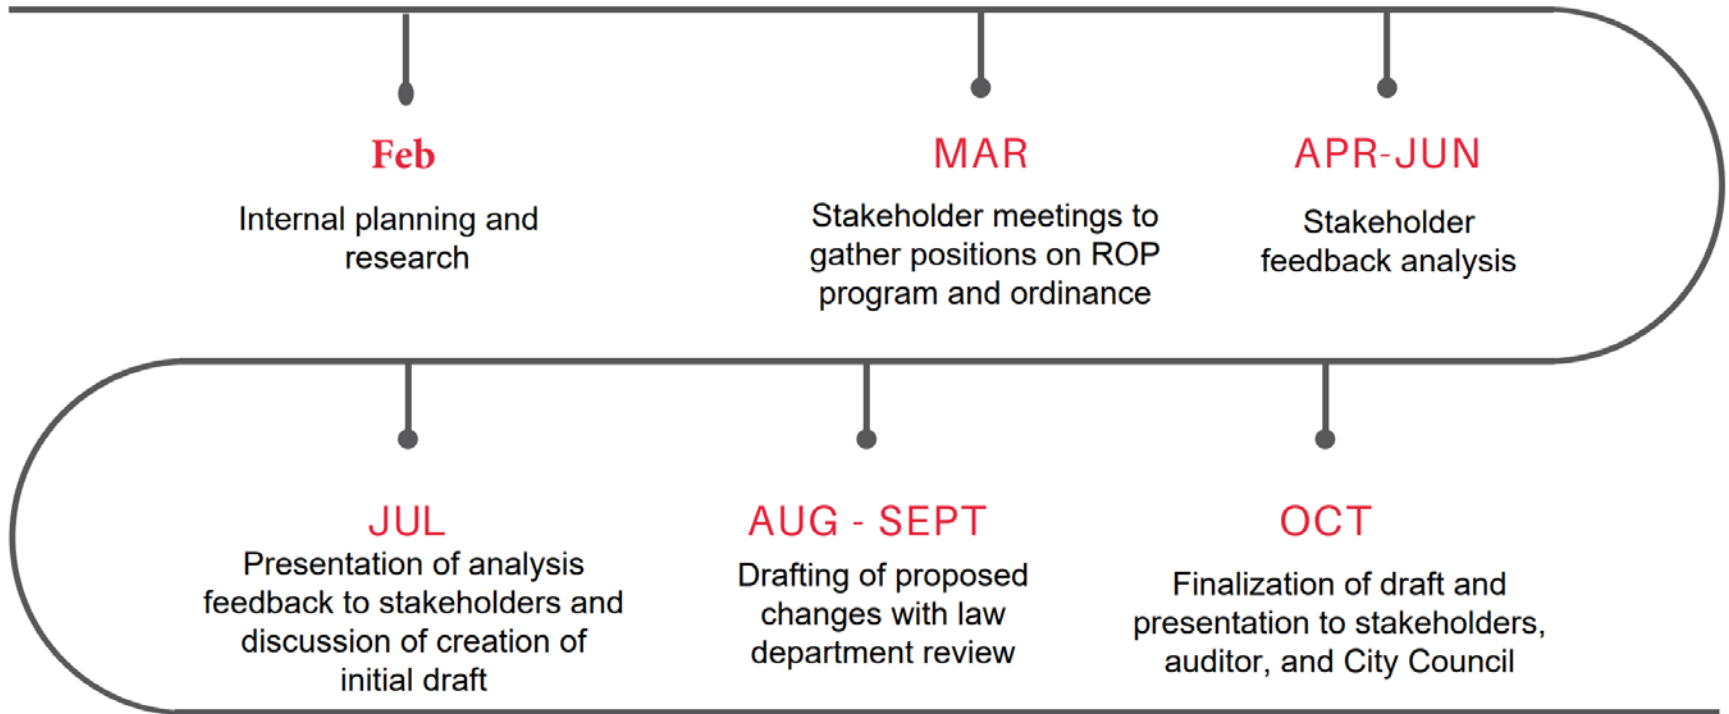 Feb
Internal planning and
research
MAR
Stakeholder meetings to
gather positions on ROP
program and ordinance
APR-JUN
Stakeholder
feedback analysis
JUL
Presentation of analysis
feedback to stakeholders and
discussion of creation of
initial draft
AUG - SEPT
Drafting of proposed
changes with law
department review
OCT
Finalization of draft and
presentation to stakeholders,
auditor, and City Council